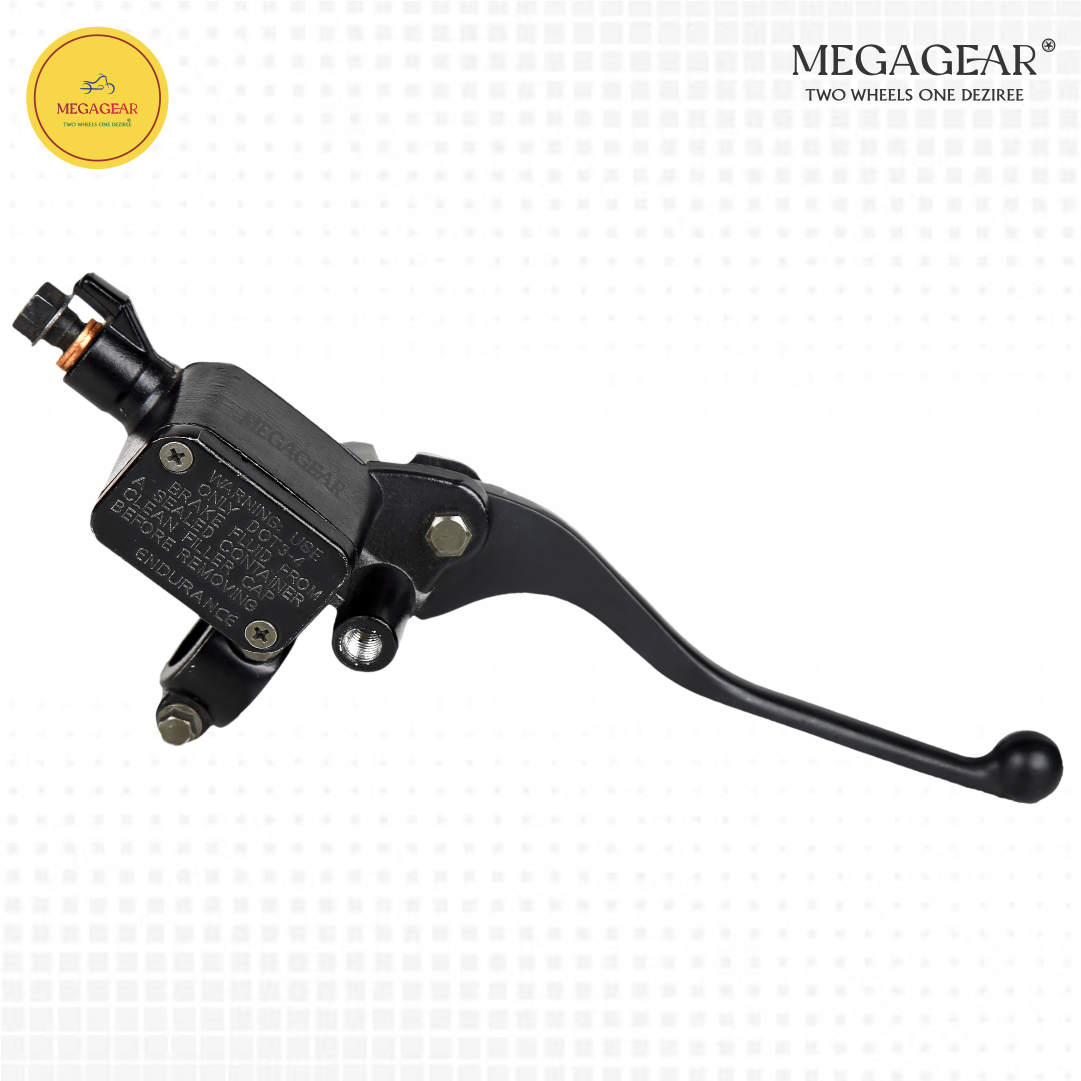 MEGAGEAR
TWO WHEELS ONE DEZIREE
MEGAGEAR
TWO WHEELS ONE DEZIREE
MEGAGEAR
WARNING: USE
ONLY DOT3-4
BRAKE FLUID FROM
A SEALED CONTAINER
CLEAN FILLER CAP
BEFORE REMOVING
ENDURANCE